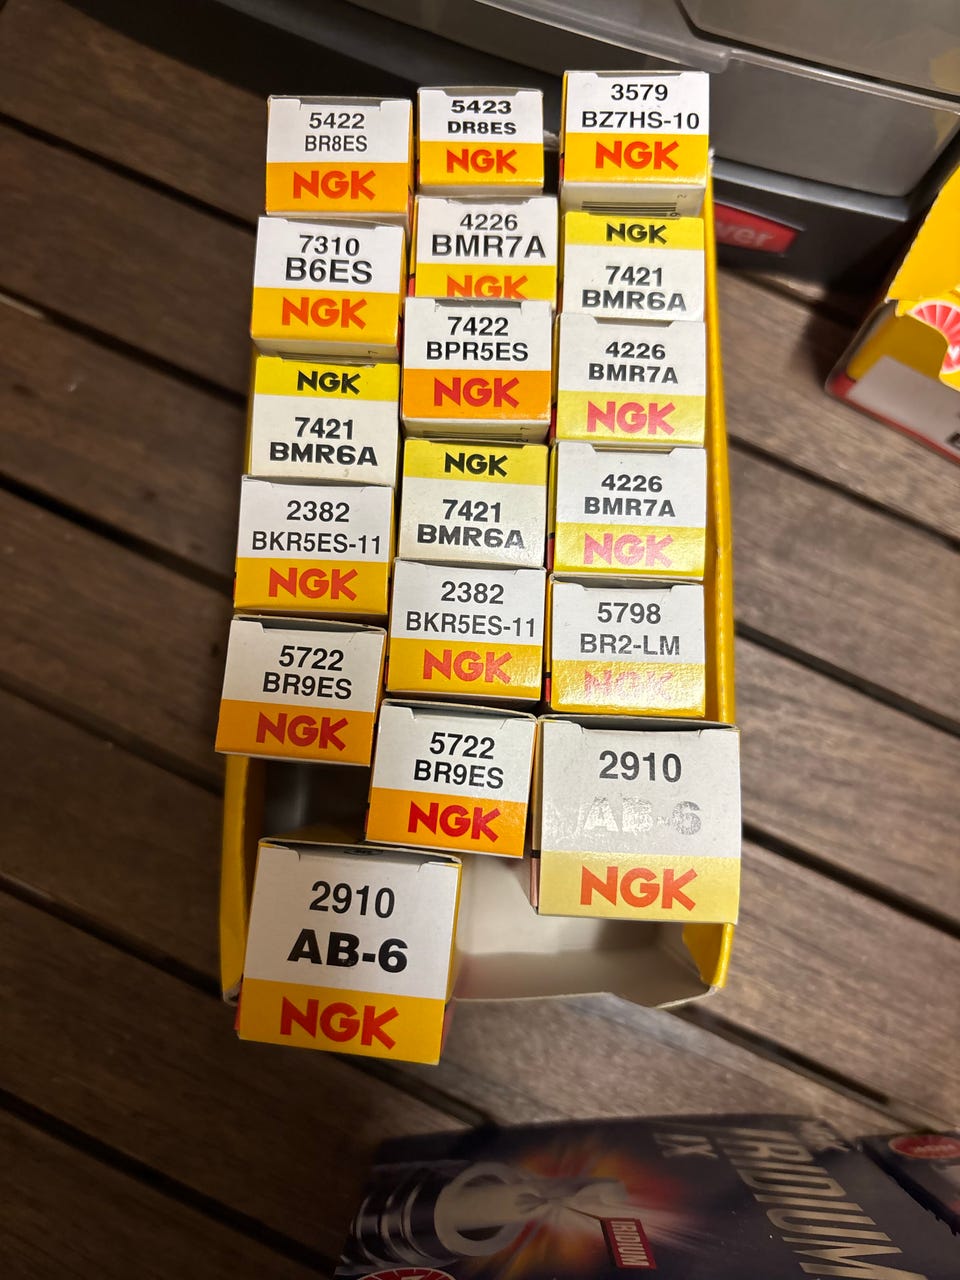 5422
BR8ES
NGK
5423
DR8ES
NGK
3579
BZ7HS-10
NGK
7310
B6ES
NGK
4226
BMR7A
NGK
NGK
7421
BMR6A
7422
BPR5ES
NGK
4226
BMR7A
NGK
NGK
7421
BMR6A
NGK
7421
BMR6A
4226
BMR7A
NGK
2382
BKR5ES-11
NGK
2382
BKR5ES-11
NGK
5798
BR2-LM
NGK
5722
BR9ES
NGK
5722
BR9ES
NGK
2910
AB-6
NGK
2910
AB-6
NGK
IRIDIUM
IX
IRIDIUM